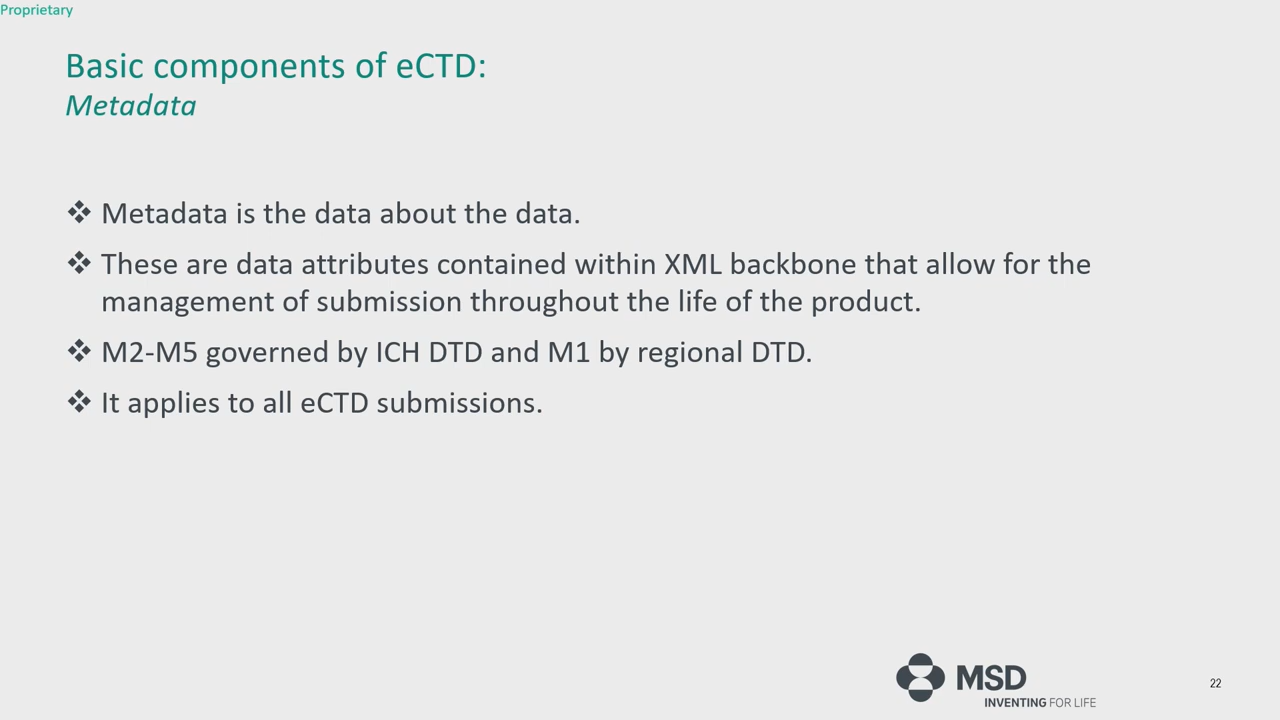 Proprietary
Basic components of eCTD:
Metadata
❖ Metadata is the data about the data.
❖ These are data attributes contained within XML backbone that allow for the
management of submission throughout the life of the product.
❖ M2-M5 governed by ICH DTD and M1 by regional DTD.
❖ It applies to all eCTD submissions.
MSD
INVENTING FOR LIFE
22